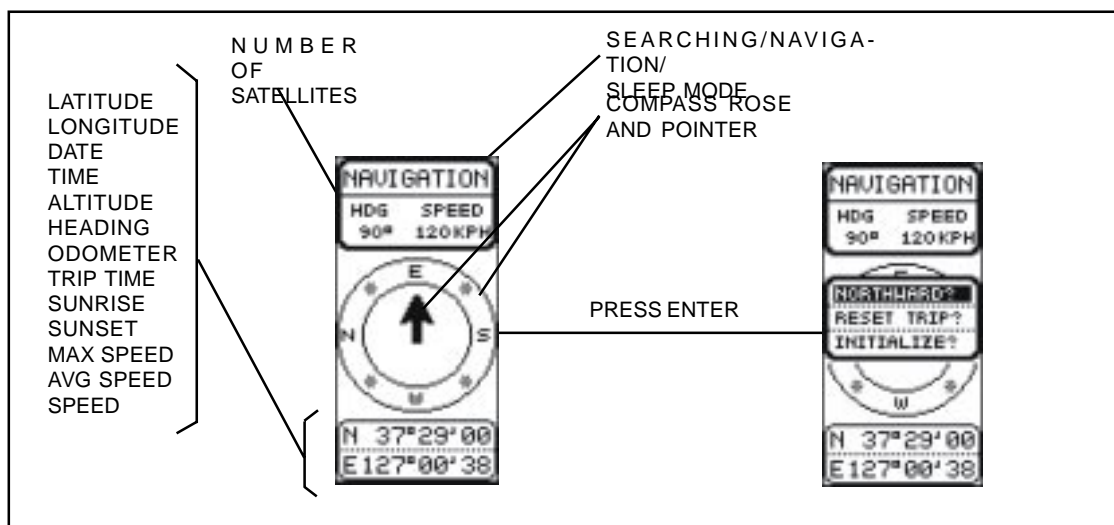 NUMBER
OF
SATELLITES
SEARCHING/NAVIGA-
TION/
SLEEP MODE
COMPASS ROSE
AND POINTER
LATITUDE
LONGITUDE
DATE
TIME
ALTITUDE
HEADING
ODOMETER
TRIP TIME
SUNRISE
SUNSET
MAX SPEED
AVG SPEED
SPEED
NAVIGATION
HDG SPEED
90° 120KPH
E
N S
W
N 37°29'00
E127°00'38
PRESS ENTER
NAVIGATION
HDG SPEED
90° 120KPH
NORTHWARD?
RESET TRIP?
INITIALIZE?
W
N 37°29'00
E127°00'38